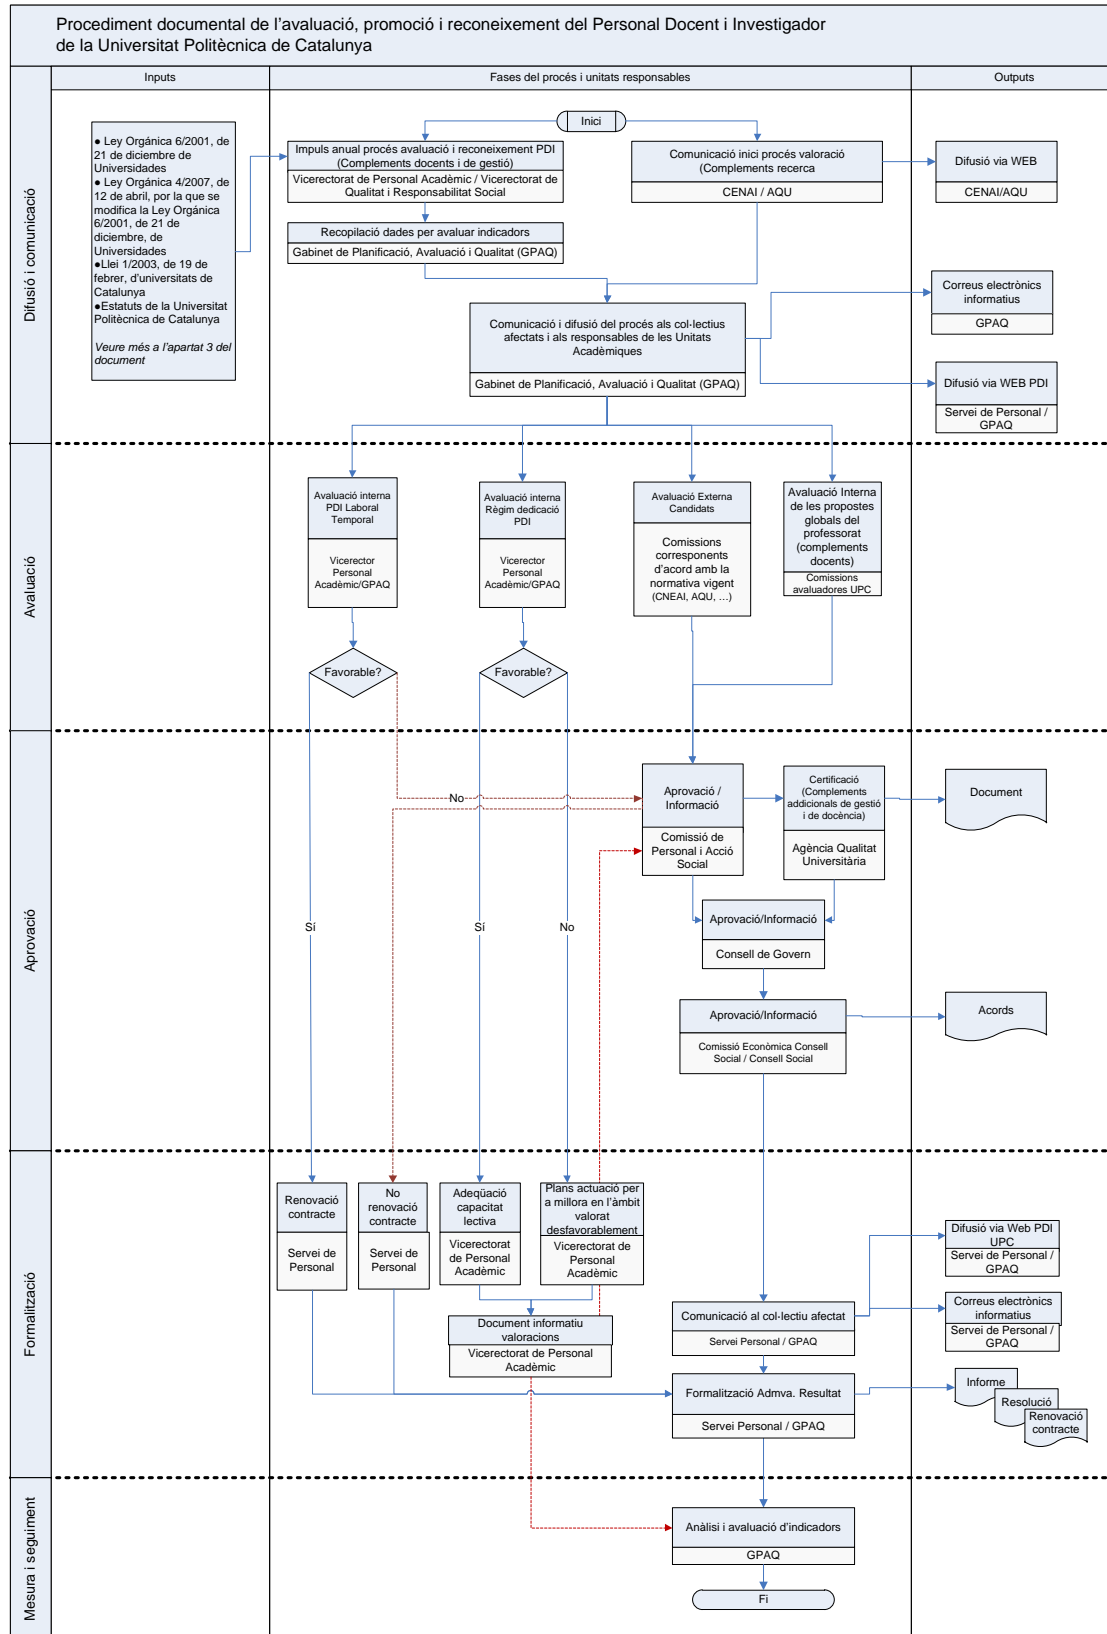 Procediment documental de l'avaluació, promoció i reconeixement del Personal Docent i Investigador
de la Universitat Politècnica de Catalunya
Inputs
Fases del procés i unitats responsables
Outputs
Difusió i comunicació
● Ley Orgánica 6/2001, de
21 de diciembre de
Universidades
● Ley Orgánica 4/2007, de
12 de abril, por la que se
modifica la Ley Orgánica
6/2001, de 21 de
diciembre, de
Universidades
●Llei 1/2003, de 19 de
febrer, d'universitats de
Catalunya
●Estatuts de la Universitat
Politècnica de Catalunya
Veure més a l'apartat 3 del
document
Inici
Impuls anual procés avaluació i reconeixement PDI
(Complements docents i de gestió)
Vicerectorat de Personal Acadèmic / Vicerectorat de
Qualitat i Responsabilitat Social
Comunicació inici procés valoració
(Complements recerca
CENAI / AQU
Difusió via WEB
CENAI/AQU
Recopilació dades per avaluar indicadors
Gabinet de Planificació, Avaluació i Qualitat (GPAQ)
Correus electrònics
informatius
GPAQ
Comunicació i difusió del procés als col·lectius
afectats i als responsables de les Unitats
Acadèmiques
Gabinet de Planificació, Avaluació i Qualitat (GPAQ)
Difusió via WEB PDI
Servei de Personal /
GPAQ
Avaluació
Avaluació interna
PDI Laboral
Temporal
Vicerector
Personal
Acadèmic/GPAQ
Avaluació interna
Règim dedicació
PDI
Vicerector
Personal
Acadèmic/GPAQ
Avaluació Externa
Candidats
Comissions
corresponents
d'acord amb la
normativa vigent
(CNEAI, AQU, …)
Avaluació Interna
de les propostes
globals del
professorat
(complements
docents)
Comissions
avaluadores UPC
Favorable?
Favorable?
Aprovació
No
Aprovació /
Informació
Comissió de
Personal i Acció
Social
Certificació
(Complements
addicionals de gestió
i de docència)
Agència Qualitat
Universitària
Document
Sí
Sí
No
Aprovació/Informació
Consell de Govern
Aprovació/Informació
Comissió Econòmica Consell
Social / Consell Social
Acords
Formalització
Renovació
contracte
Servei de
Personal
No
renovació
contracte
Servei de
Personal
Adeqüació
capacitat
lectiva
Vicerectorat
de Personal
Acadèmic
Plans actuació per
a millora en l'àmbit
valorat
desfavorablement
Vicerectorat de
Personal
Acadèmic
Difusió via Web PDI
UPC
Servei de Personal /
GPAQ
Document informatiu
valoracions
Vicerectorat de Personal
Acadèmic
Comunicació al col·lectiu afectat
Servei Personal / GPAQ
Correus electrònics
informatius
Servei de Personal /
GPAQ
Formalització Admva. Resultat
Servei Personal / GPAQ
Informe
Resolució
Renovació
contracte
Mesura i seguiment
Anàlisi i avaluació d'indicadors
GPAQ
Fi